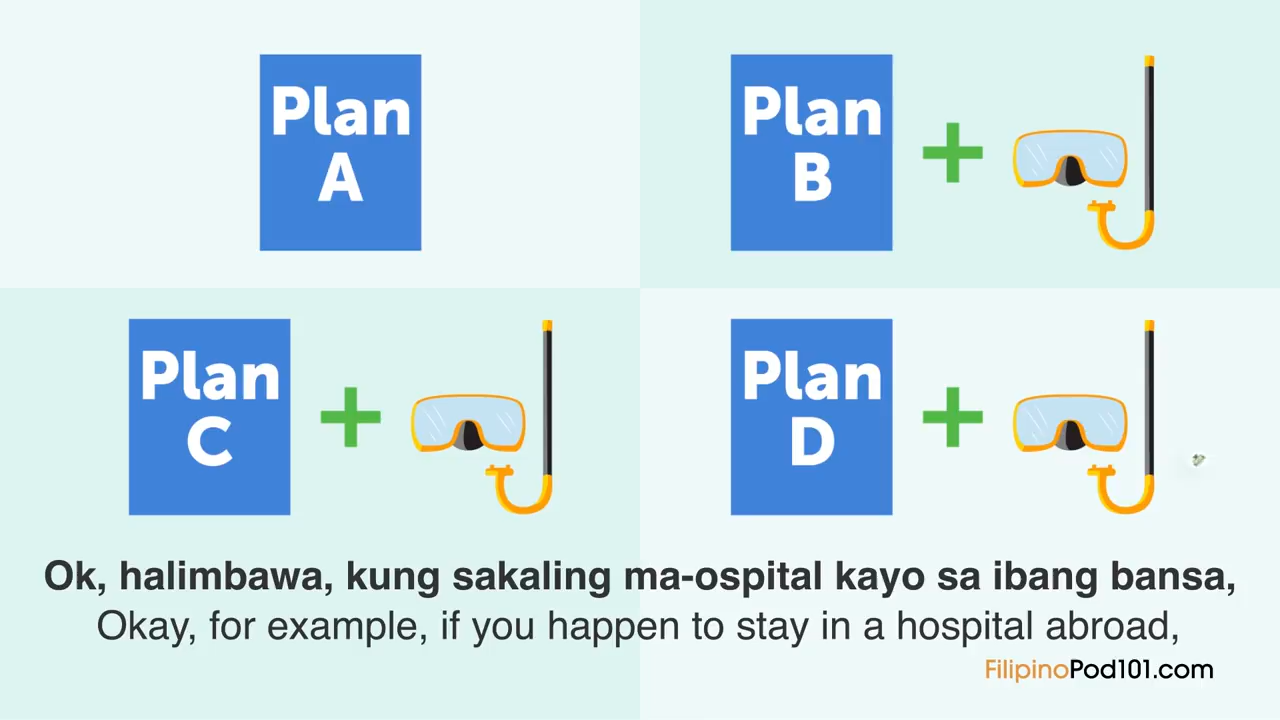 Plan
A
Plan
B
Plan
C
Plan
D
Ok, halimbawa, kung sakaling ma-ospital kayo sa ibang bansa,
Okay, for example, if you happen to stay in a hospital abroad,
FilipinoPod101.com